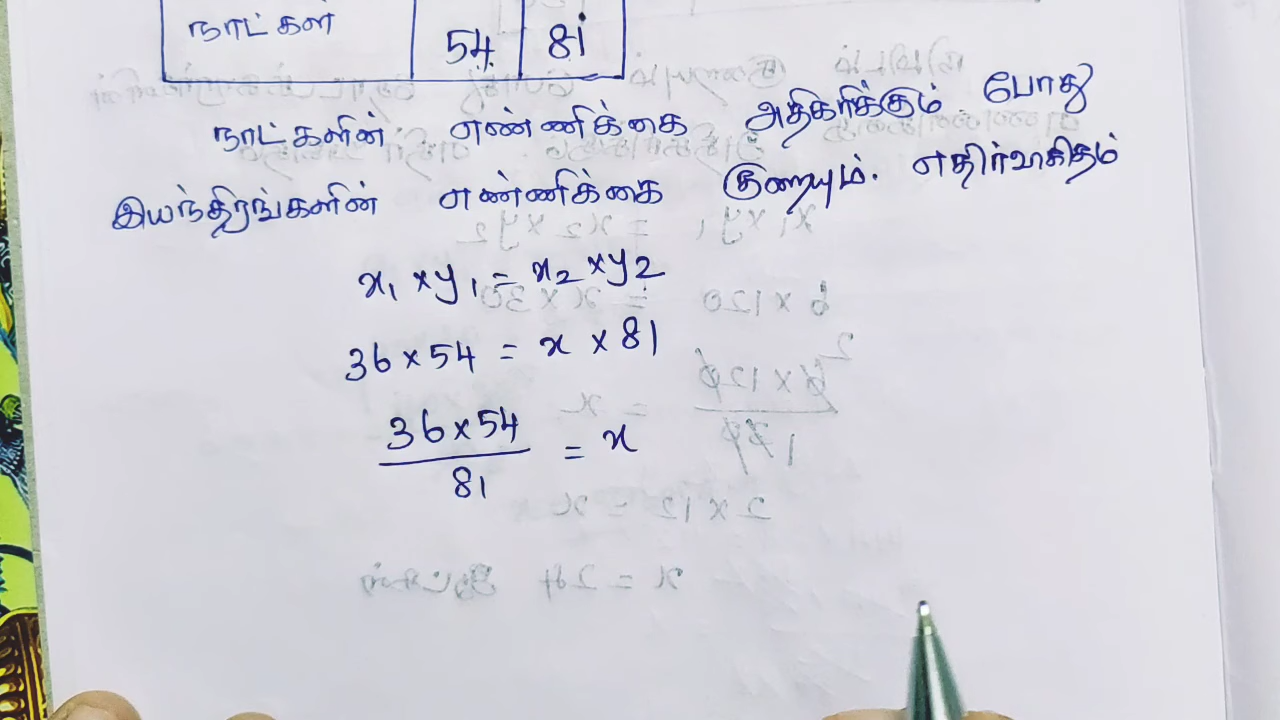 நாட்கள் 54 81
நாட்களின் எண்ணிக்கை அதிகரிக்கும் போது
இயந்திரங்களின் எண்ணிக்கை குறையும். எதிர்விகிதம்
x₁ × y₁ = x₂ × y₂
36 × 54 = x × 81
36 × 54
81
= x